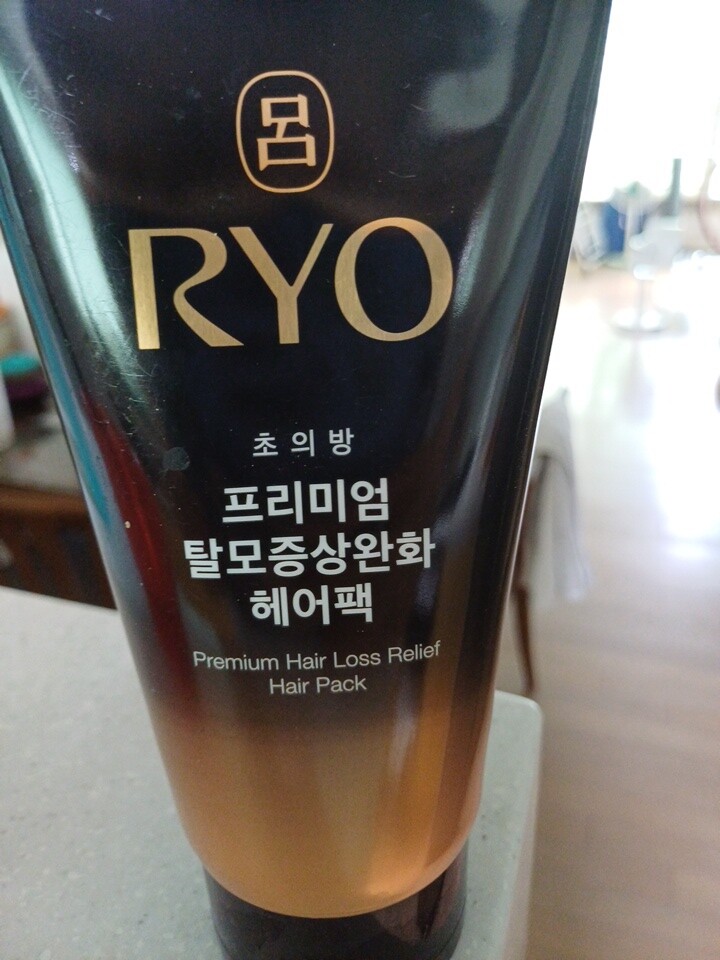 呂
RYO
초의방
프리미엄
탈모증상완화
헤어팩
Premium Hair Loss Relief
Hair Pack